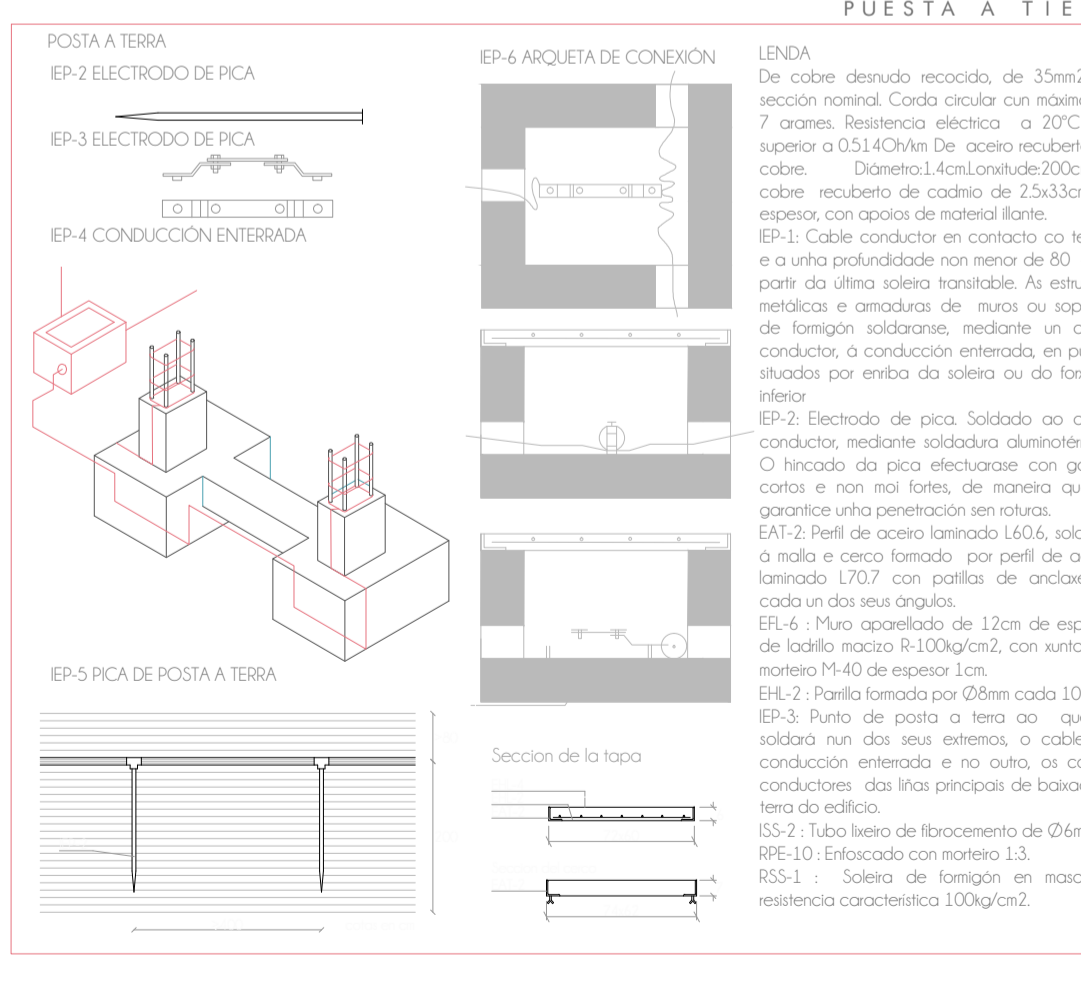 PUESTA A TIE
POSTA A TERRA
IEP-2 ELECTRODO DE PICA
IEP-3 ELECTRODO DE PICA
IEP-4 CONDUCCIÓN ENTERRADA
IEP-5 PICA DE POSTA A TERRA
IEP-6 ARQUETA DE CONEXIÓN
Seccion de la tapa
LENDA
De cobre desnudo recocido, de 35mm2
sección nominal. Corda circular cun máximo
7 arames. Resistencia eléctrica a 20°C
superior a 0.514Oh/km De aceiro recuberto
cobre. Diámetro:1.4cm.Lonxitude:200c
cobre recuberto de cadmio de 2.5x33cm
espesor, con apoios de material illante.
IEP-1: Cable conductor en contacto co te
e a unha profundidade non menor de 80
partir da última soleira transitable. As estru
metálicas e armaduras de muros ou sop
de formigón soldaranse, mediante un c
conductor, á conducción enterrada, en pu
situados por enriba da soleira ou do forx
inferior
IEP-2: Electrodo de pica. Soldado ao c
conductor, mediante soldadura aluminotérm
O hincado da pica efectuarase con go
cortos e non moi fortes, de maneira qu
garantice unha penetración sen roturas.
EAT-2: Perfil de aceiro laminado L60.6, solo
á malla e cerco formado por perfil de a
laminado L70.7 con patillas de anclaxe
cada un dos seus ángulos.
EFL-6 : Muro aparellado de 12cm de esp
de ladrillo macizo R-100kg/cm2, con xunto
morteiro M-40 de espesor 1cm.
EHL-2 : Parrilla formada por Ø8mm cada 10
IEP-3: Punto de posta a terra ao que
soldará nun dos seus extremos, o cable
conducción enterrada e no outro, os co
conductores das liñas principais de baixad
terra do edificio.
ISS-2 : Tubo lixeiro de fibrocemento de Ø6m
RPE-10 : Enfoscado con morteiro 1:3.
RSS-1 : Soleira de formigón en maso
resistencia característica 100kg/cm2.